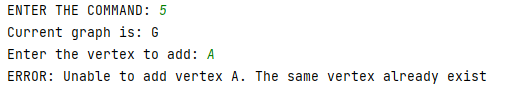 ENTER THE COMMAND: 5
Current graph is: G
Enter the vertex to add: A
ERROR: Unable to add vertex A. The same vertex already exist